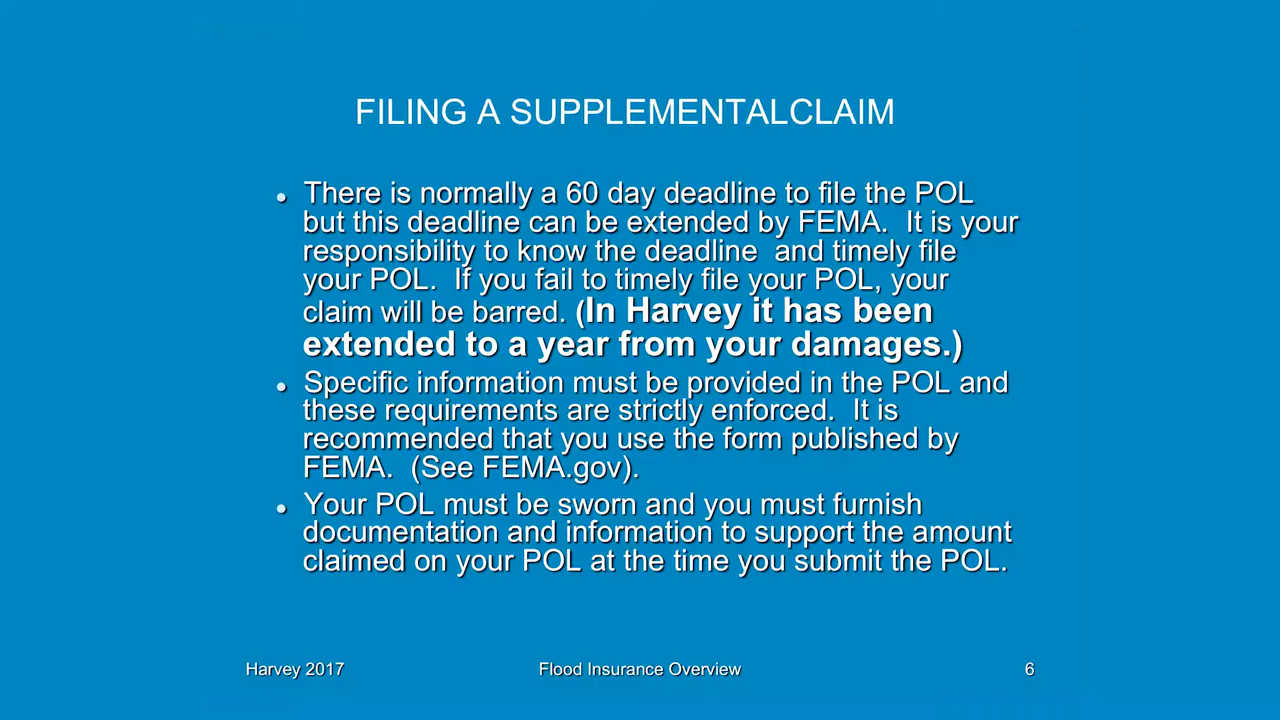 FILING A SUPPLEMENTALCLAIM
• There is normally a 60 day deadline to file the POL
but this deadline can be extended by FEMA.  It is your
responsibility to know the deadline  and timely file
your POL.  If you fail to timely file your POL, your
claim will be barred. (In Harvey it has been
extended to a year from your damages.)
• Specific information must be provided in the POL and
these requirements are strictly enforced.  It is
recommended that you use the form published by
FEMA.  (See FEMA.gov).
• Your POL must be sworn and you must furnish
documentation and information to support the amount
claimed on your POL at the time you submit the POL.
Harvey 2017 Flood Insurance Overview 6